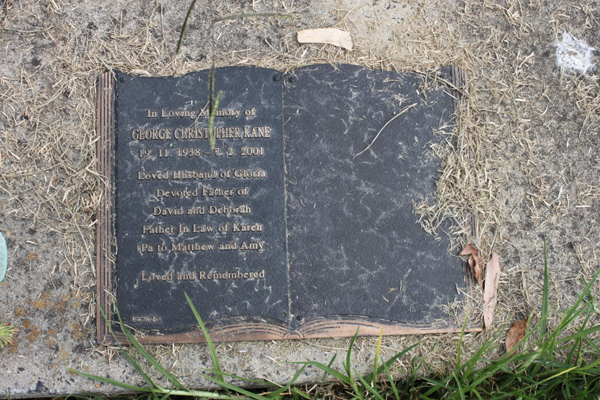 In Loving Memory of
GEORGE CHRISTOPHER KANE
19. 11. 1938 - 7. 2. 2001
Loved Husband of Gloria
Devoted Father of
David and Deborah
Father In Law of Karen
Pa to Matthew and Amy
Loved and Remembered